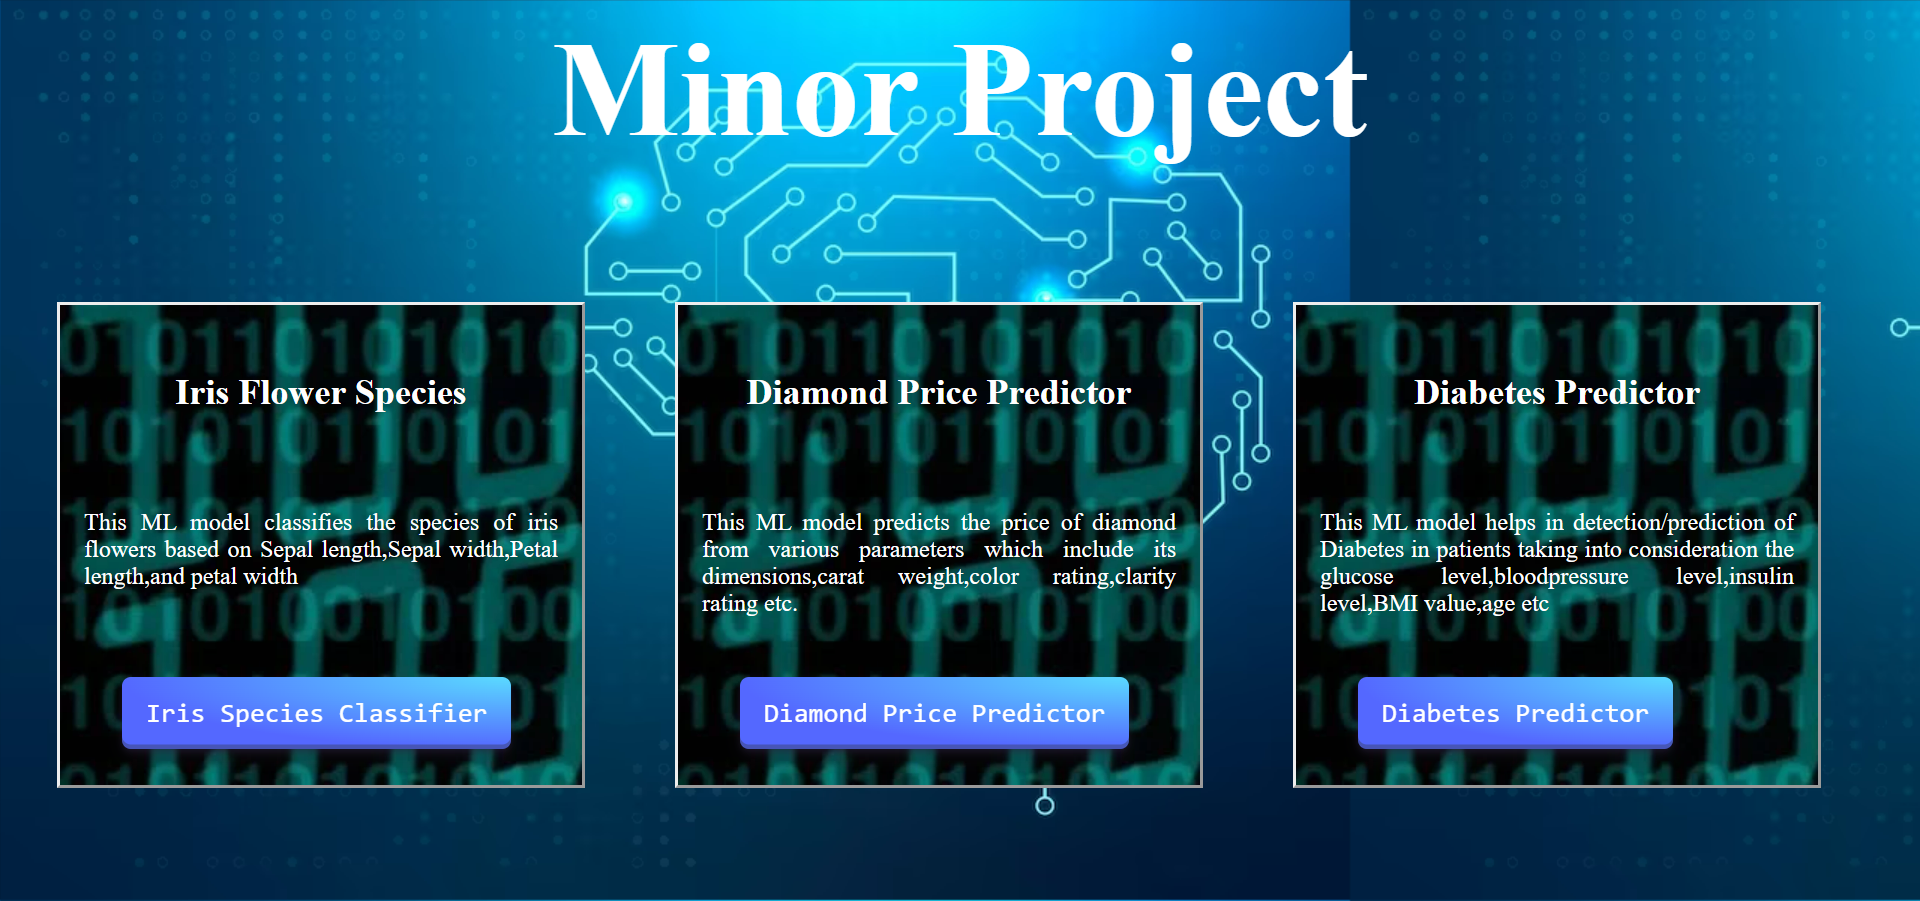 Minor Project
Iris Flower Species
This ML model classifies the species of iris
flowers based on Sepal length,Sepal width,Petal
length,and petal width
Iris Species Classifier
Diamond Price Predictor
This ML model predicts the price of diamond
from various parameters which include its
dimensions,carat weight,color rating,clarity
rating etc.
Diamond Price Predictor
Diabetes Predictor
This ML model helps in detection/prediction of
Diabetes in patients taking into consideration the
glucose level,bloodpressure level,insulin
level,BMI value,age etc
Diabetes Predictor